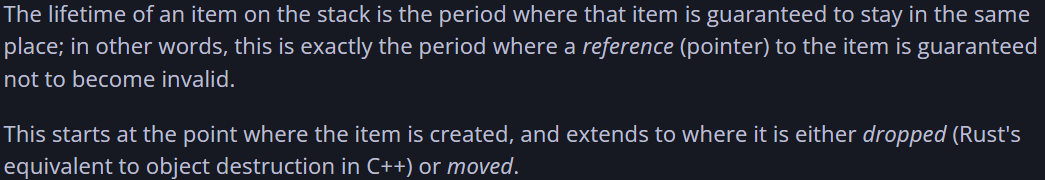 The lifetime of an item on the stack is the period where that item is guaranteed to stay in the same
place; in other words, this is exactly the period where a reference (pointer) to the item is guaranteed
not to become invalid.
This starts at the point where the item is created, and extends to where it is either dropped (Rust's
equivalent to object destruction in C++) or moved.